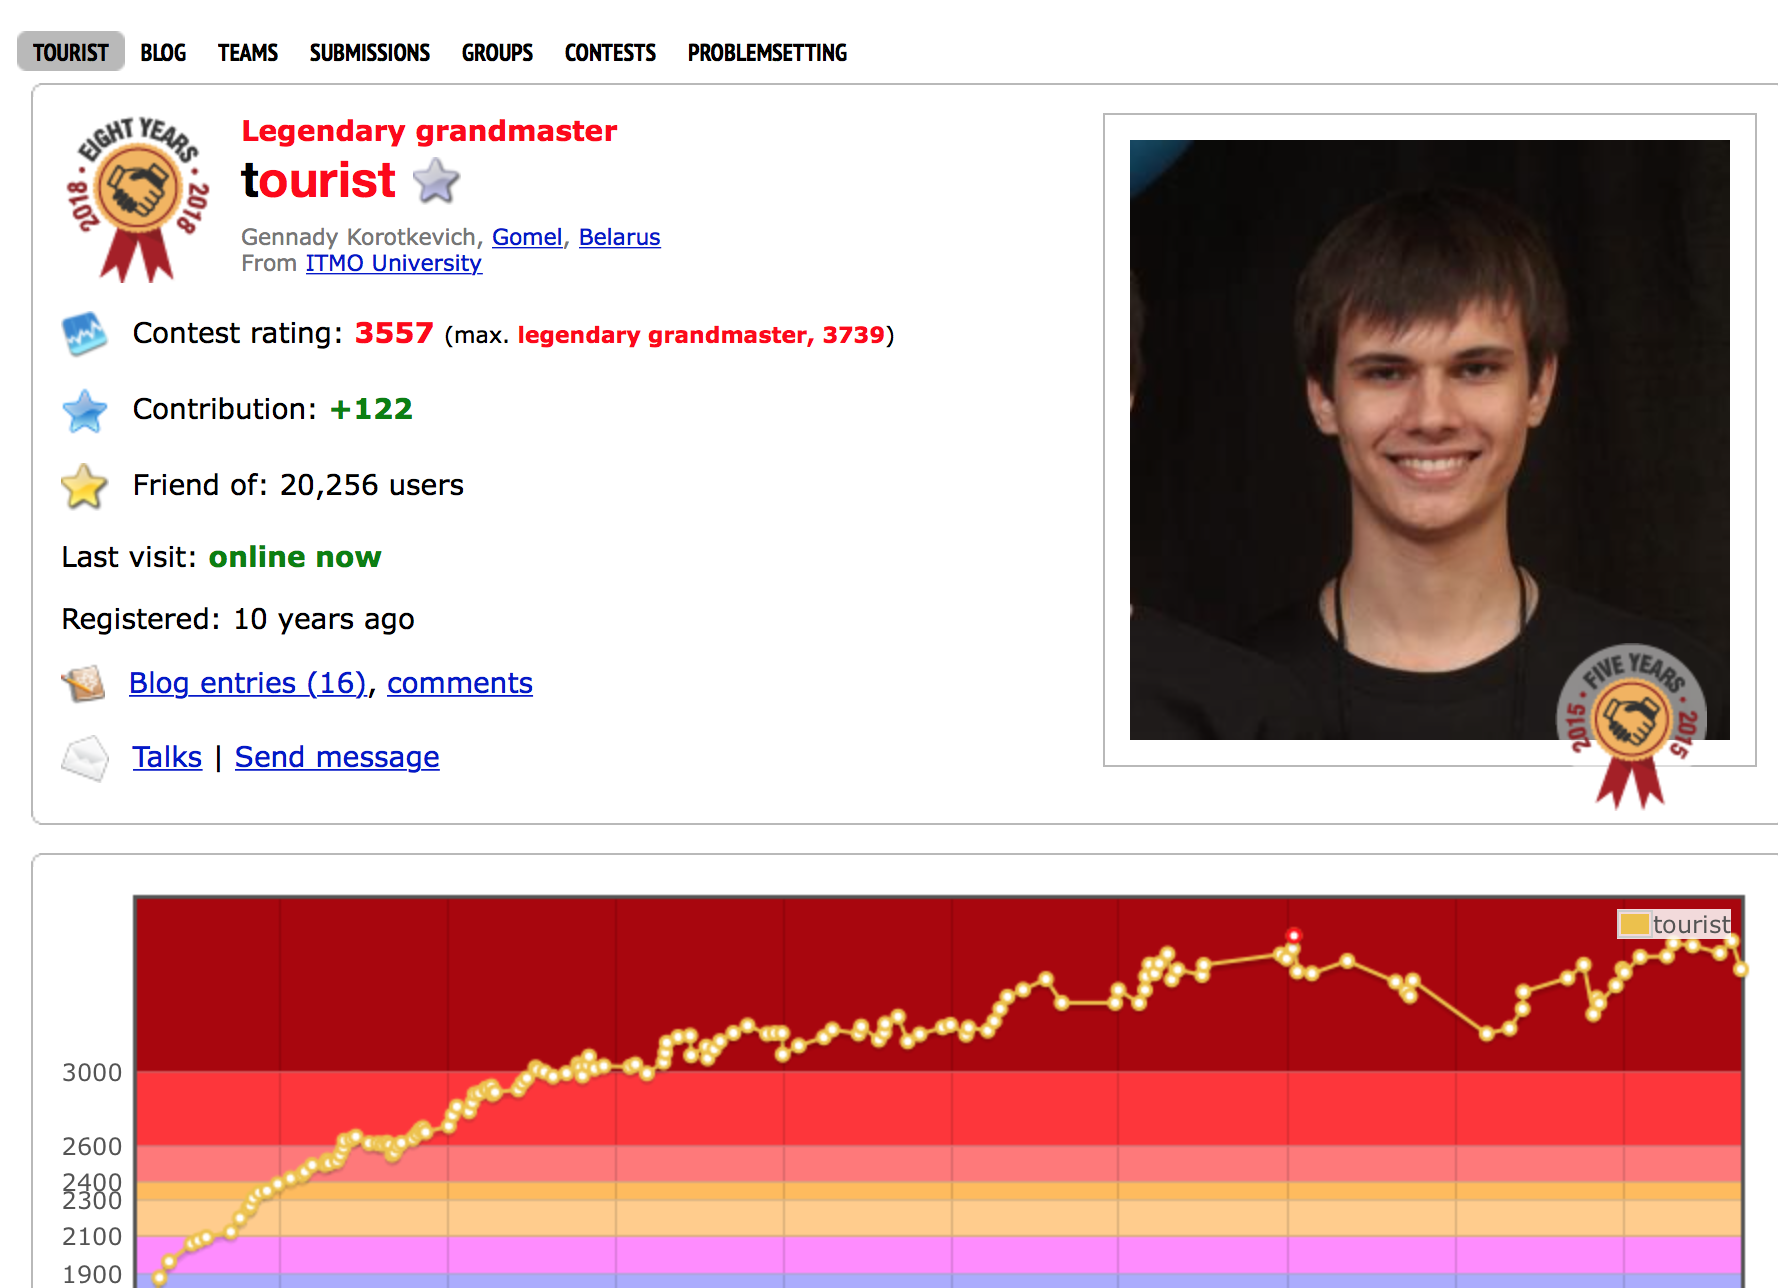 TOURIST BLOG TEAMS SUBMISSIONS GROUPS CONTESTS PROBLEMSETTING
EIGHT YEARS
2018 2018
Legendary grandmaster
tourist
Gennady Korotkevich, Gomel, Belarus
From ITMO University
Contest rating: 3557 (max. legendary grandmaster, 3739)
Contribution: +122
Friend of: 20,256 users
Last visit: online now
Registered: 10 years ago
Blog entries (16), comments
Talks | Send message
FIVE YEARS
2015 2015
tourist
3000
2600
2400
2300
2100
1900